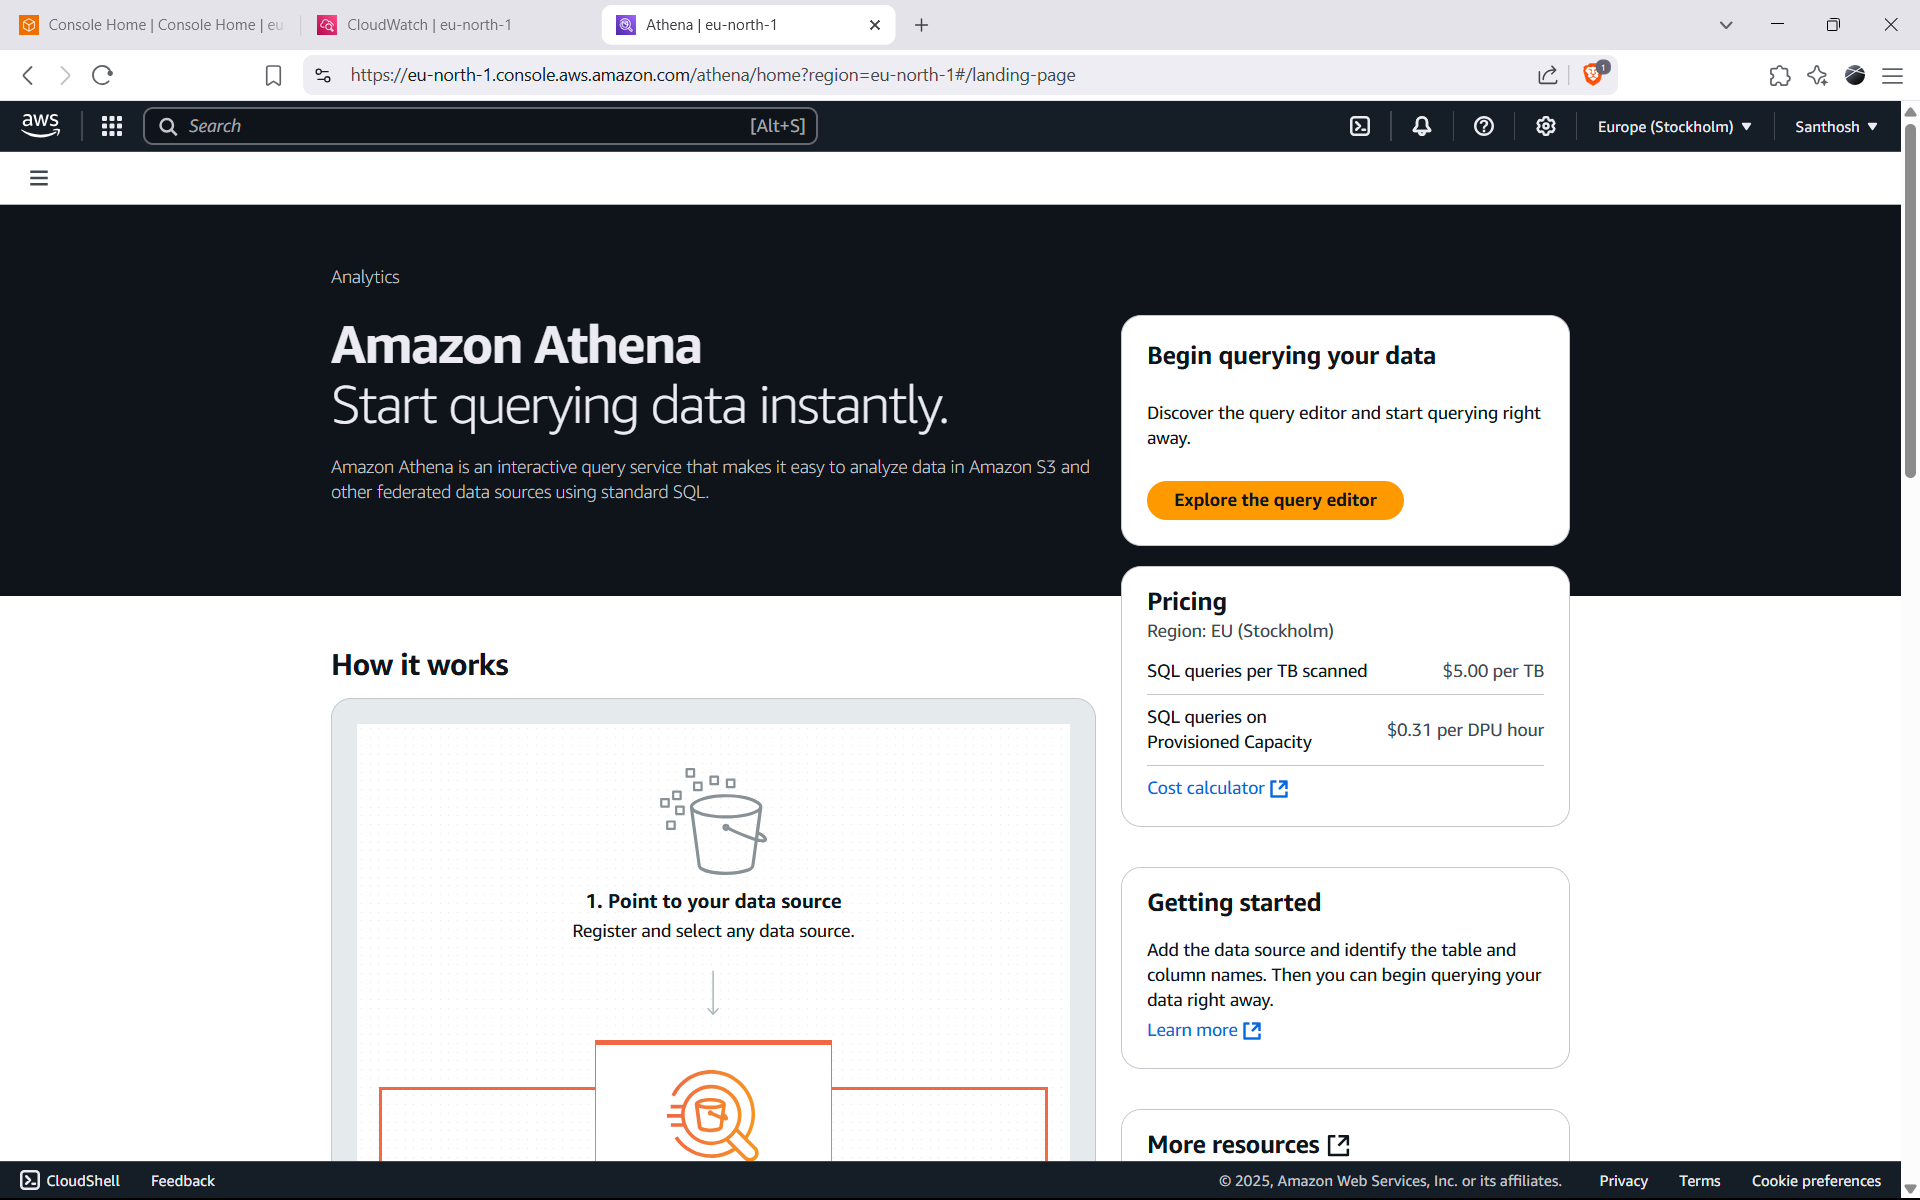 Console Home | Console Home | eu
CloudWatch | eu-north-1
Athena | eu-north-1
https://eu-north-1.console.aws.amazon.com/athena/home?region=eu-north-1#/landing-page
1
aws
Search
[Alt+S]
Europe (Stockholm)
Santhosh
Analytics
Amazon Athena
Start querying data instantly.
Amazon Athena is an interactive query service that makes it easy to analyze data in Amazon S3 and
other federated data sources using standard SQL.
Begin querying your data
Discover the query editor and start querying right
away.
Explore the query editor
Pricing
Region: EU (Stockholm)
SQL queries per TB scanned
$5.00 per TB
SQL queries on
Provisioned Capacity
$0.31 per DPU hour
Cost calculator
How it works
1. Point to your data source
Register and select any data source.
Getting started
Add the data source and identify the table and
column names. Then you can begin querying your
data right away.
Learn more
More resources
CloudShell
Feedback
© 2025, Amazon Web Services, Inc. or its affiliates.
Privacy
Terms
Cookie preferences